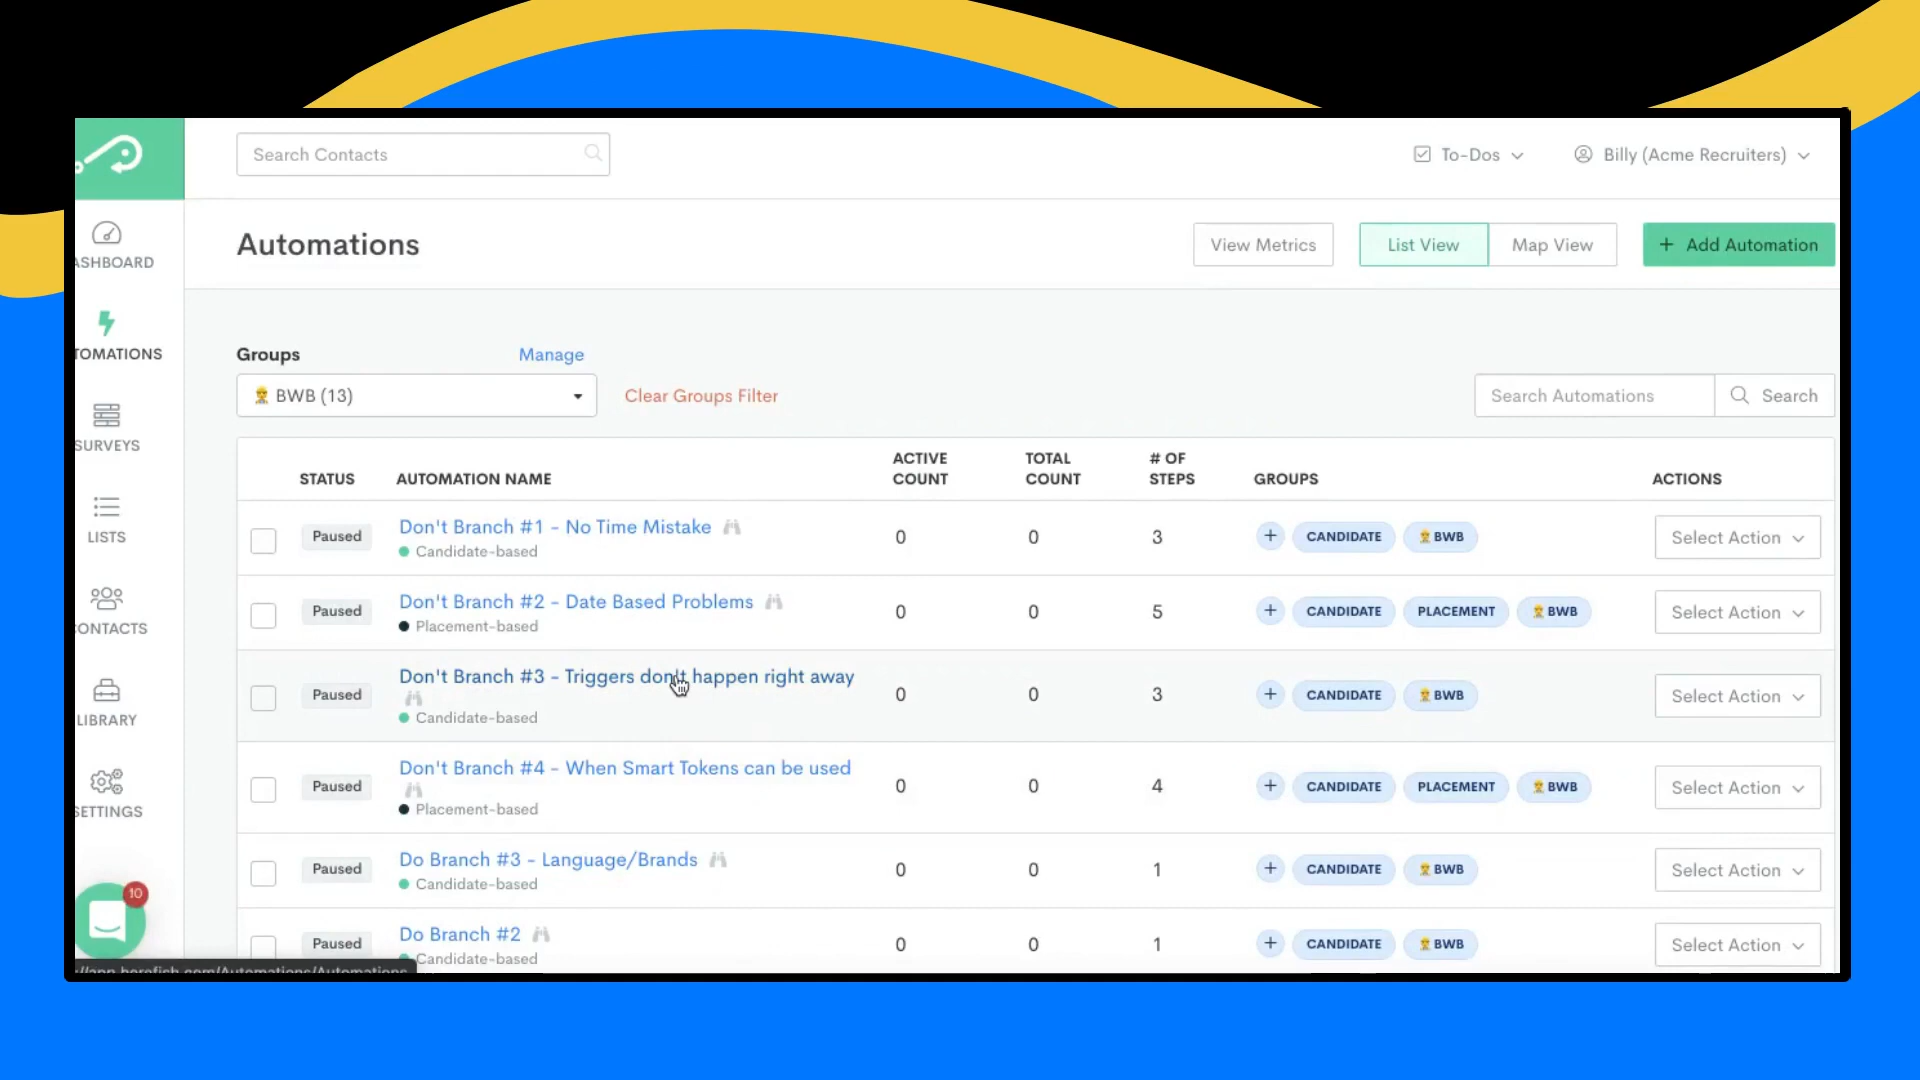 Search Contacts
To-Dos
Billy (Acme Recruiters)
ASHBOARD
TOMATIONS
SURVEYS
LISTS
CONTACTS
LIBRARY
SETTINGS
10
Automations
View Metrics
List View
Map View
+ Add Automation
Groups
Manage
BWB (13)
Clear Groups Filter
Search Automations
Search
STATUS
AUTOMATION NAME
ACTIVE
COUNT
TOTAL
COUNT
# OF
STEPS
GROUPS
ACTIONS
Paused
Don't Branch #1 - No Time Mistake
Candidate-based
0
0
3
+
CANDIDATE
BWB
Select Action
Paused
Don't Branch #2 - Date Based Problems
Placement-based
0
0
5
+
CANDIDATE
PLACEMENT
BWB
Select Action
Paused
Don't Branch #3 - Triggers don't happen right away
Candidate-based
0
0
3
+
CANDIDATE
BWB
Select Action
Paused
Don't Branch #4 - When Smart Tokens can be used
Placement-based
0
0
4
+
CANDIDATE
PLACEMENT
BWB
Select Action
Paused
Do Branch #3 - Language/Brands
Candidate-based
0
0
1
+
CANDIDATE
BWB
Select Action
Paused
Do Branch #2
Candidate-based
0
0
1
+
CANDIDATE
BWB
Select Action
//app.herefish.com/Automations/Automations